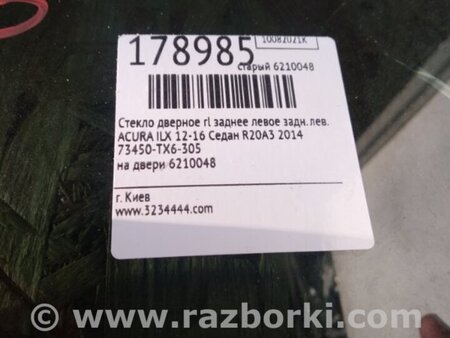 178985
10082021K
старый 6210048
Стекло дверное rl заднее левое задн.лев.
ACURA ILX 12-16 Седан R20A3 2014
73450-TX6-305
на двери 6210048
г. Киев
www.3234444.com
© www.razborki.com